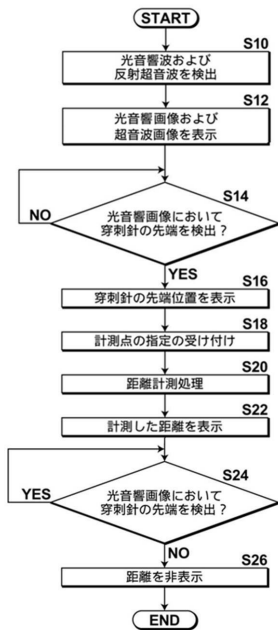 START
S10
光音響波および
反射超音波を検出
S12
光音響画像および
超音波画像を表示
S14
光音響画像において
穿刺針の先端を検出？
NO
YES
S16
穿刺針の先端位置を表示
S18
計測点の指定の受け付け
S20
距離計測処理
S22
計測した距離を表示
S24
光音響画像において
穿刺針の先端を検出？
YES
NO
S26
距離を非表示
END